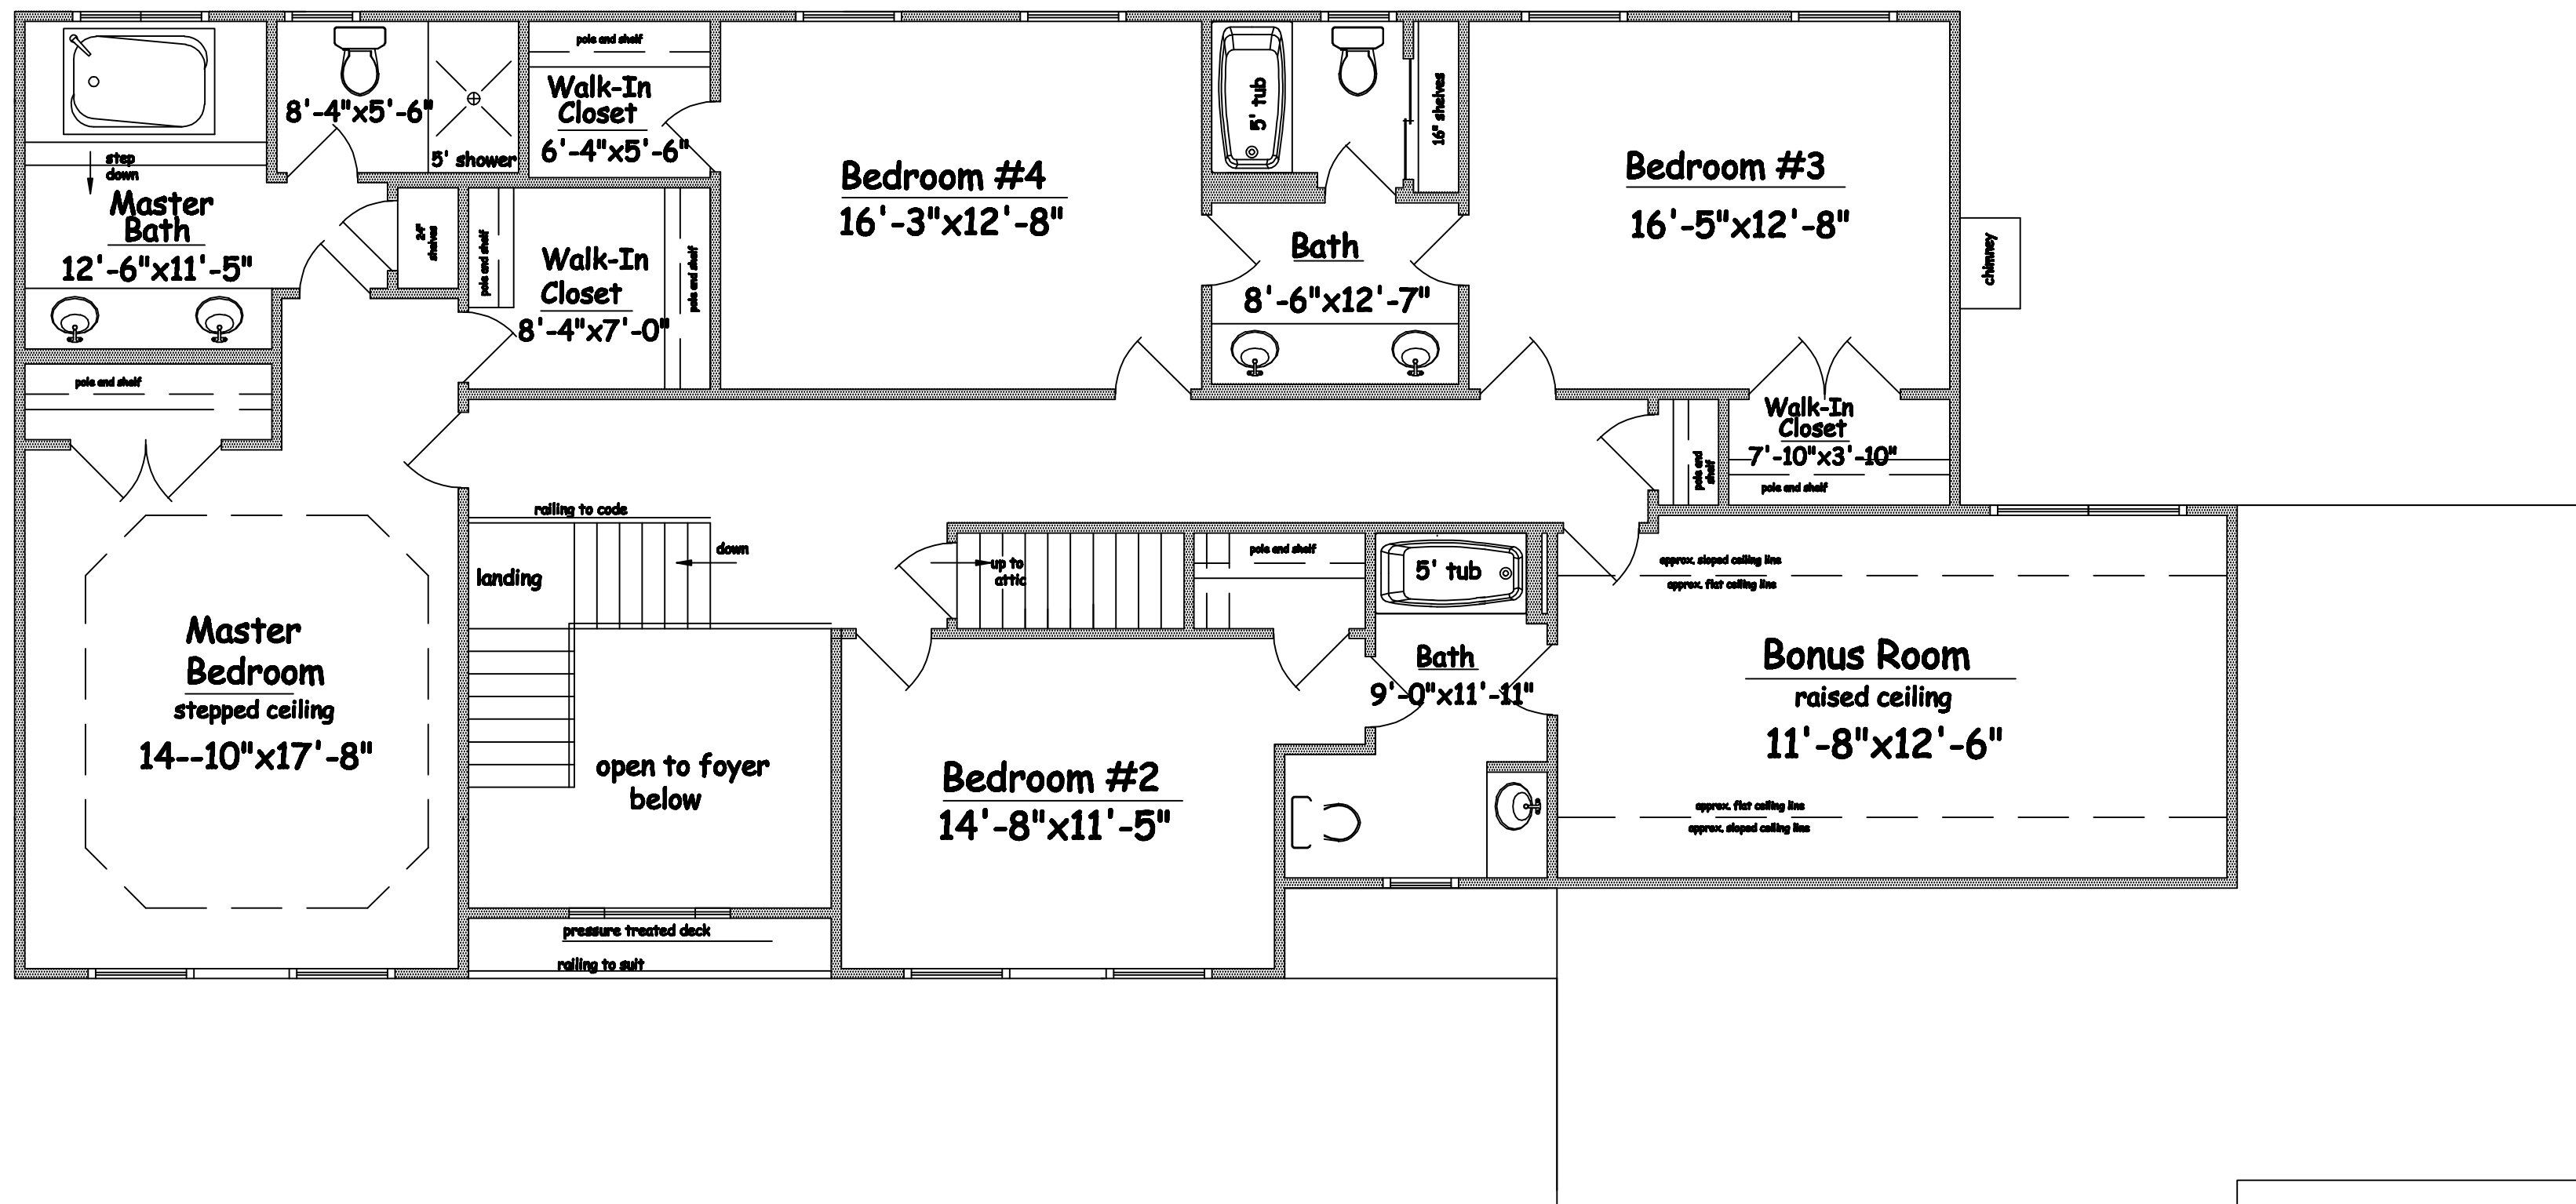 pole and shelf
8'-4"x5'-6"
5' shower
Walk-In
Closet
6'-4"x5'-6"
step
down
Master
Bath
12'-6"x11'-5"
24"
shelves
pole and shelf
Walk-In
Closet
8'-4"x7'-0"
pole and shelf
Bedroom #4
16'-3"x12'-8"
5' tub
16" shelves
Bath
8'-6"x12'-7"
Bedroom #3
16'-5"x12'-8"
chimney
pole and shelf
Walk-In
Closet
7'-10"x3'-10"
pole and shelf
pole and
shelf
railing to code
down
landing
up to
attic
pole and shelf
5' tub
approx. sloped ceiling line
approx. flat ceiling line
Master
Bedroom
stepped ceiling
14--10"x17'-8"
Bath
9'-0"x11'-11"
Bonus Room
raised ceiling
11'-8"x12'-6"
open to foyer
below
Bedroom #2
14'-8"x11'-5"
approx. flat ceiling line
approx. sloped ceiling line
pressure treated deck
railing to suit